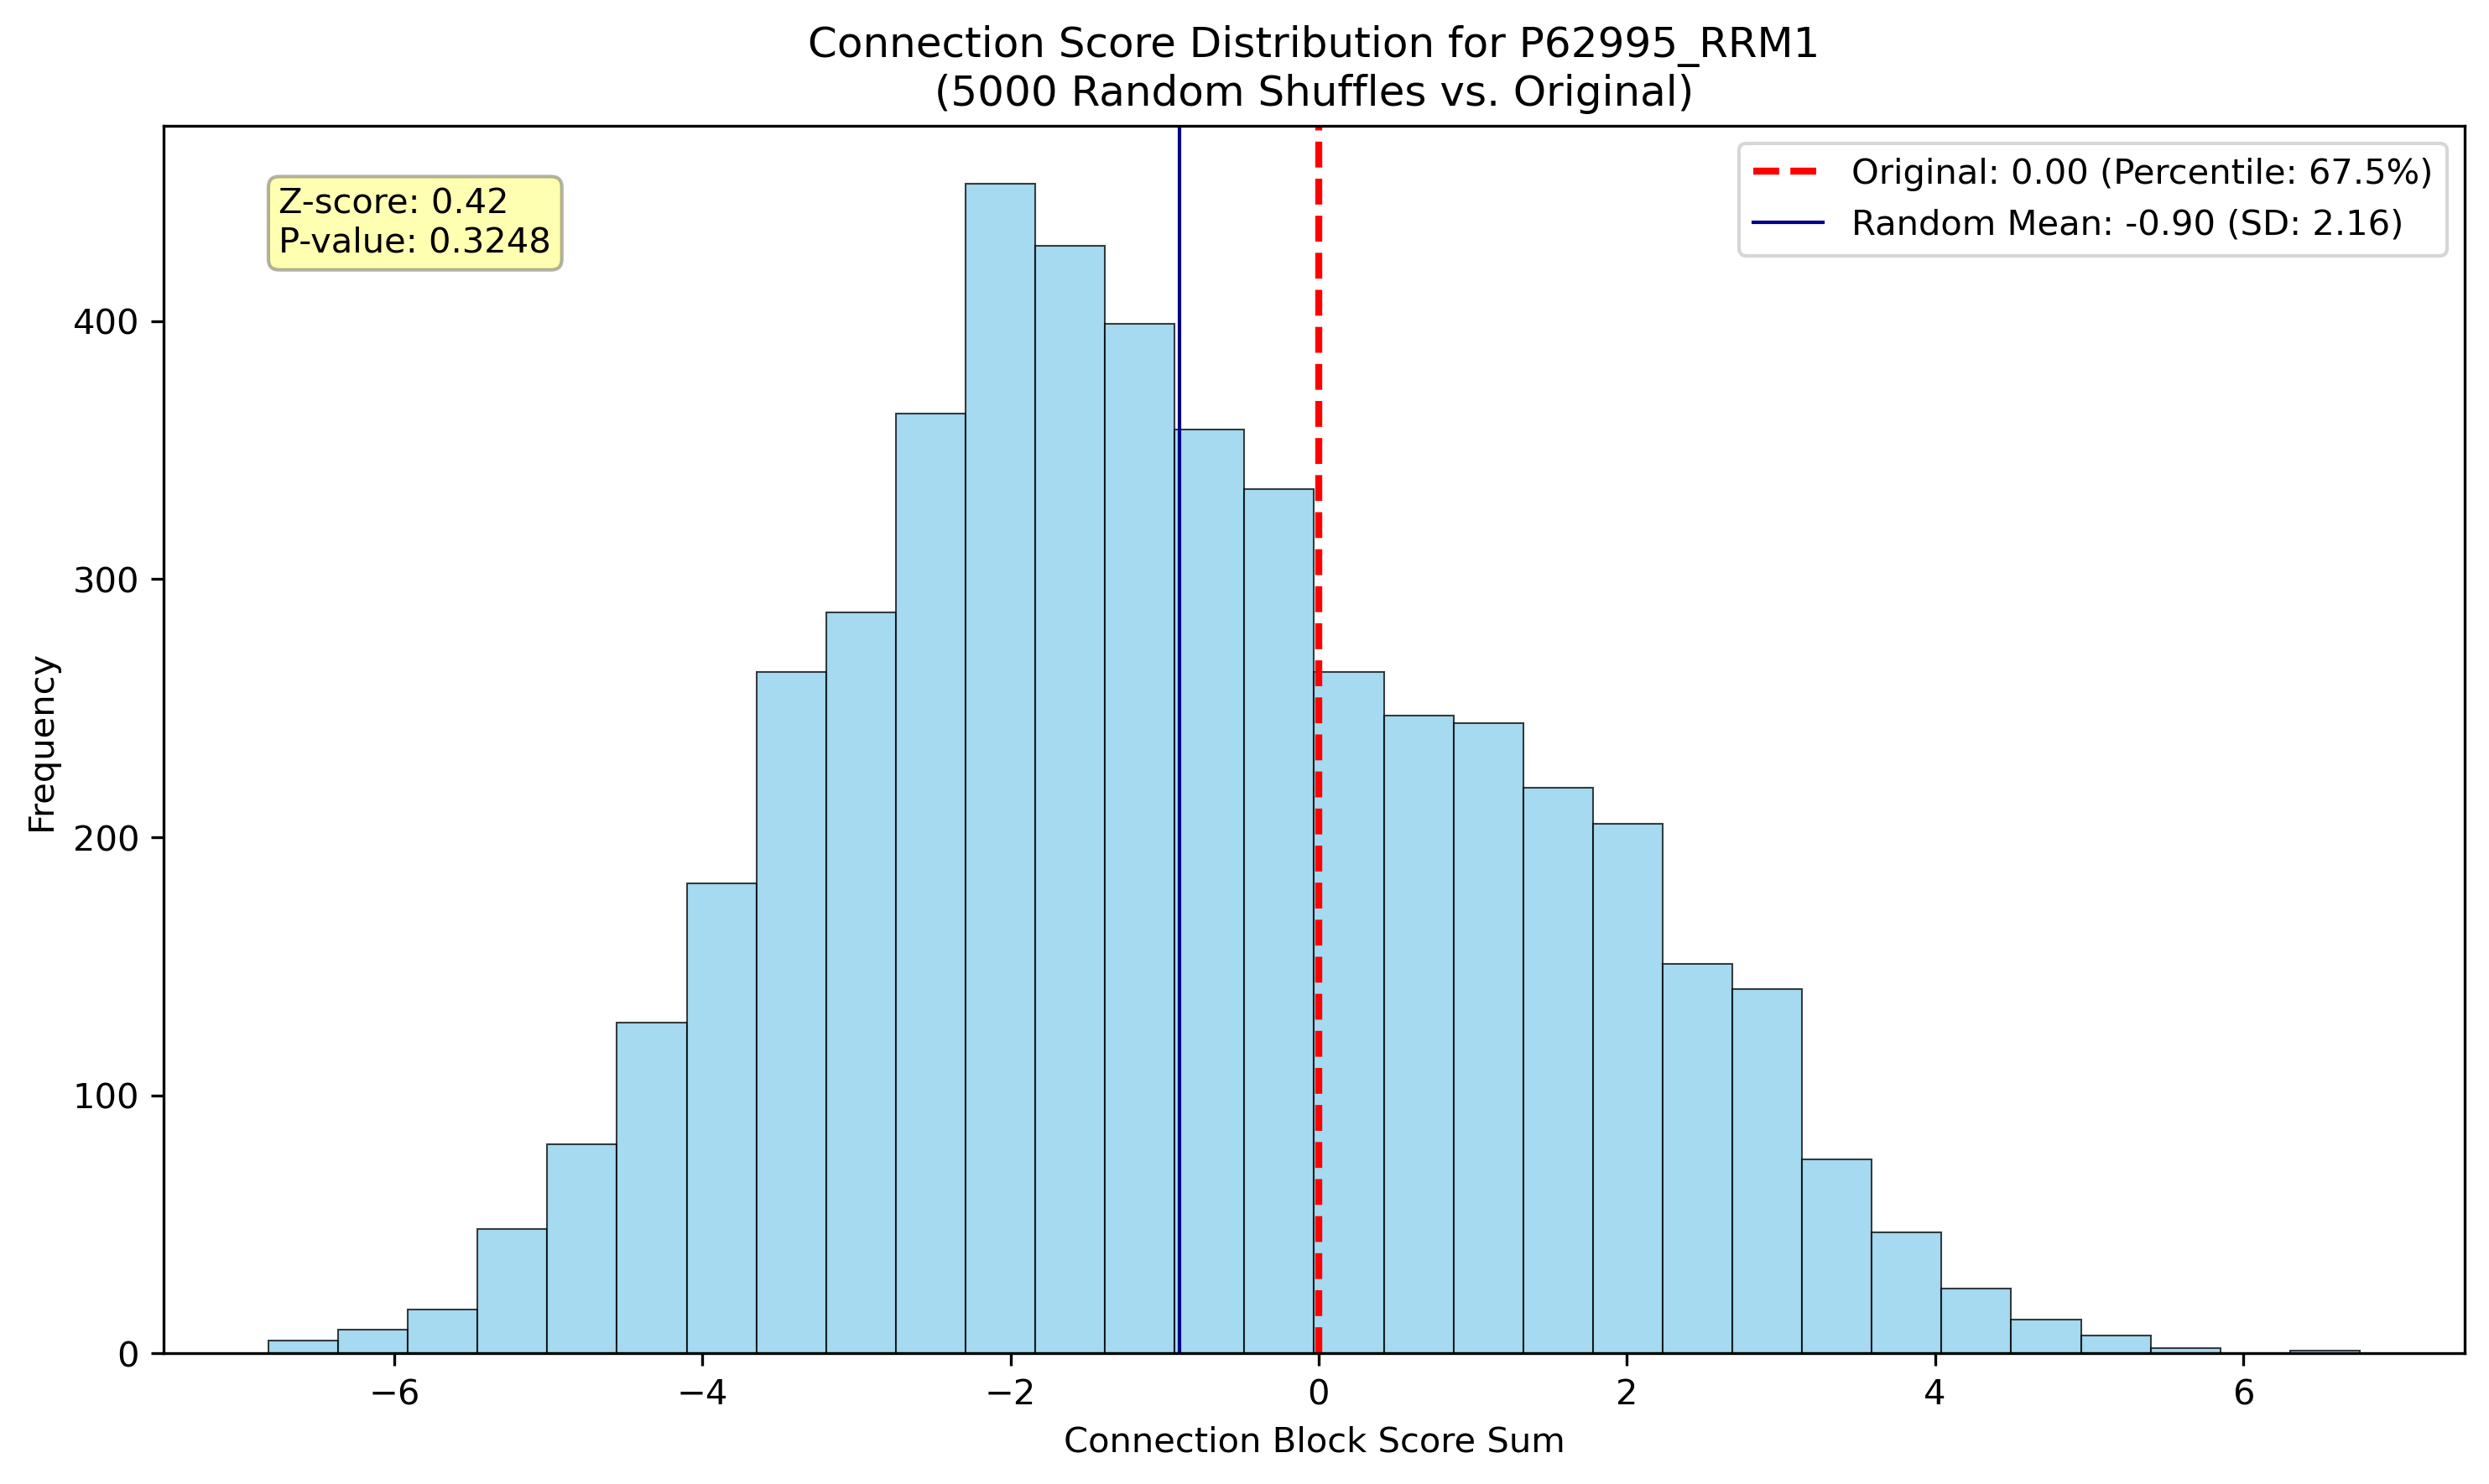 Connection Score Distribution for P62995_RRM1
(5000 Random Shuffles vs. Original)
Z-score: 0.42
P-value: 0.3248
Original: 0.00 (Percentile: 67.5%)
Random Mean: -0.90 (SD: 2.16)
Frequency
400
300
200
100
0
−6
−4
−2
0
2
4
6
Connection Block Score Sum